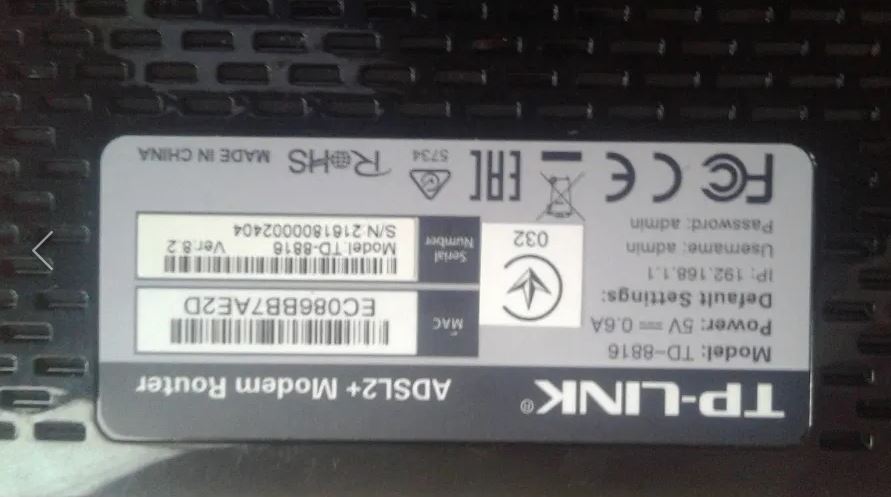 TP-LINK®
ADSL2+ Modem Router
Model: TD-8816
Power: 5V ⎓ 0.6A
Default Settings:
IP: 192.168.1.1
Username: admin
Password: admin
MAC
EC086BB7AE2D
032
Serial
Number
Model:TD-8816 Ver:8.2
S/N:2161800002404
FC CE EAC
5734
RoHS
MADE IN CHINA